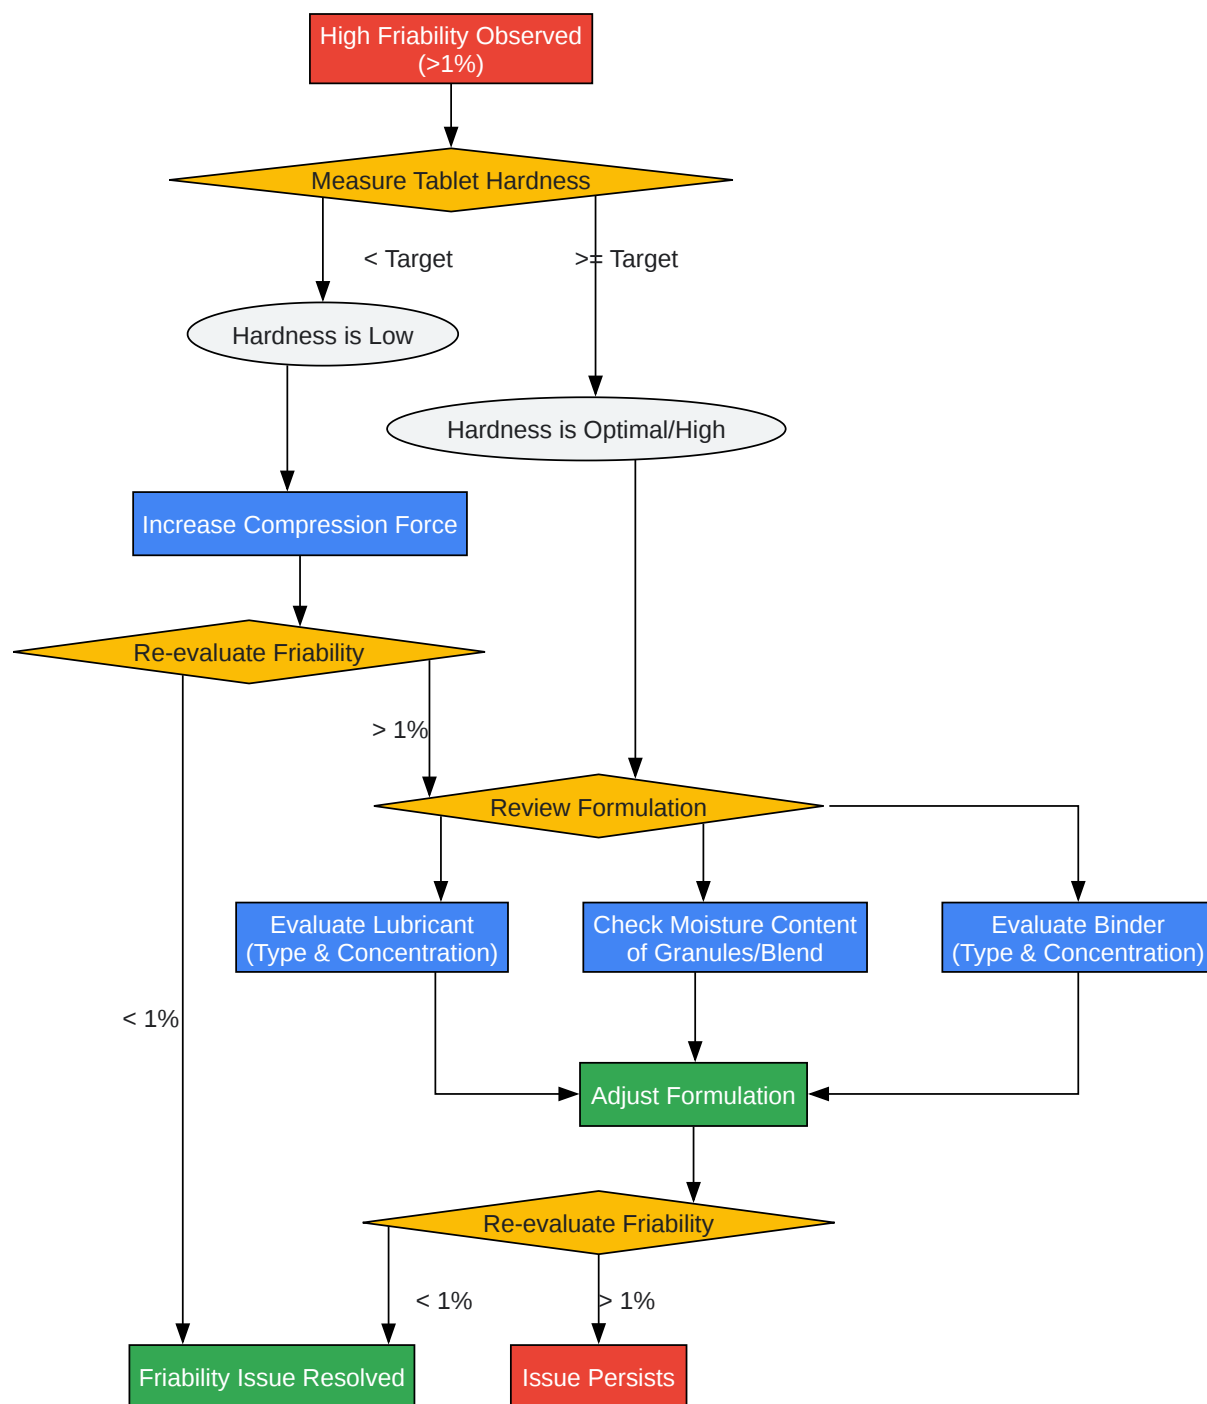 High Friability Observed
(>1%)
Measure Tablet Hardness
< Target
>= Target
Hardness is Low
Hardness is Optimal/High
Increase Compression Force
Re-evaluate Friability
> 1%
Review Formulation
Evaluate Lubricant
(Type & Concentration)
Check Moisture Content
of Granules/Blend
Evaluate Binder
(Type & Concentration)
< 1%
Adjust Formulation
Re-evaluate Friability
< 1%
> 1%
Friability Issue Resolved
Issue Persists